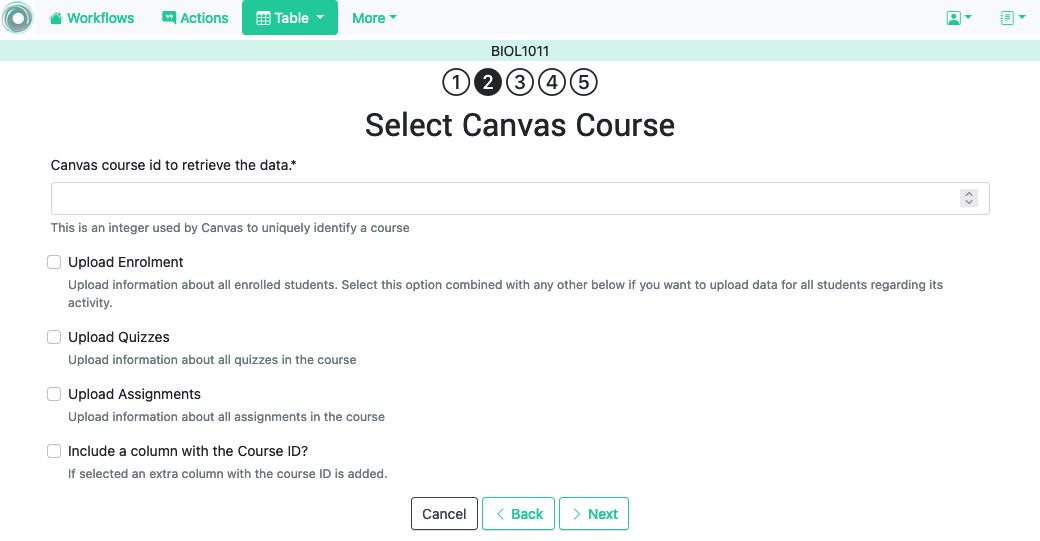 Workflows Actions Table More
BIOL1011
1 2 3 4 5
Select Canvas Course
Canvas course id to retrieve the data.*
This is an integer used by Canvas to uniquely identify a course
Upload Enrolment
Upload information about all enrolled students. Select this option combined with any other below if you want to upload data for all students regarding its
activity.
Upload Quizzes
Upload information about all quizzes in the course
Upload Assignments
Upload information about all assignments in the course
Include a column with the Course ID?
If selected an extra column with the course ID is added.
Cancel Back Next